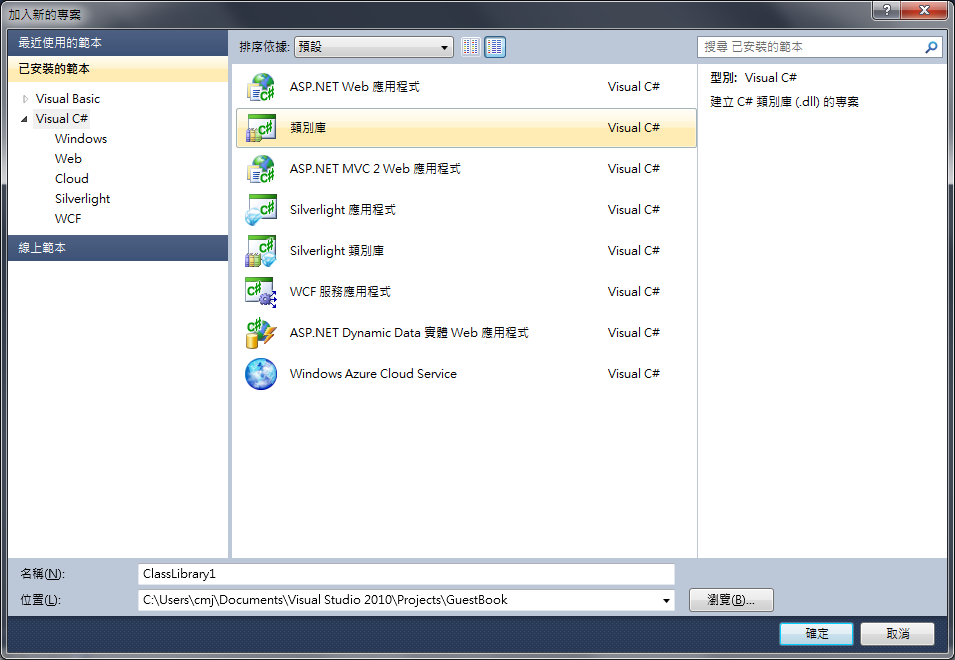 加入新的專案
?
最近使用的範本
已安裝的範本
Visual Basic
Visual C#
Windows
Web
Cloud
Silverlight
WCF
線上範本
排序依據: 預設
ASP.NET Web 應用程式 Visual C#
類別庫 Visual C#
ASP.NET MVC 2 Web 應用程式 Visual C#
Silverlight 應用程式 Visual C#
Silverlight 類別庫 Visual C#
WCF 服務應用程式 Visual C#
ASP.NET Dynamic Data 實體 Web 應用程式 Visual C#
Windows Azure Cloud Service Visual C#
搜尋 已安裝的範本
型別: Visual C#
建立 C# 類別庫 (.dll) 的專案
名稱(N): ClassLibrary1
位置(L): C:\Users\cmj\Documents\Visual Studio 2010\Projects\GuestBook 瀏覽(B)...
確定 取消